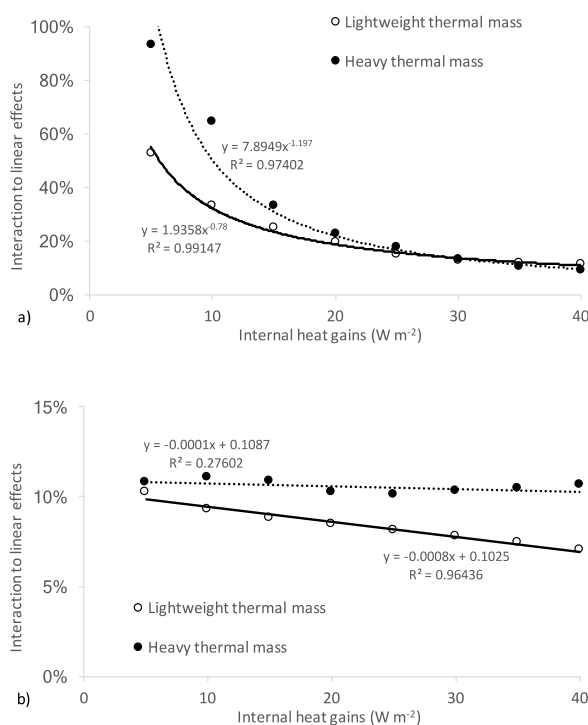 100%
80%
60%
40%
20%
0%
Interaction to linear effects
Lightweight thermal mass
Heavy thermal mass
y = 7.8949x^-1.197
R² = 0.97402
y = 1.9358x^-0.78
R² = 0.99147
0 10 20 30 40
Internal heat gains (W m⁻²)
a)
15%
10%
5%
0%
Interaction to linear effects
y = -0.0001x + 0.1087
R² = 0.27602
y = -0.0008x + 0.1025
R² = 0.96436
Lightweight thermal mass
Heavy thermal mass
0 10 20 30 40
Internal heat gains (W m⁻²)
b)